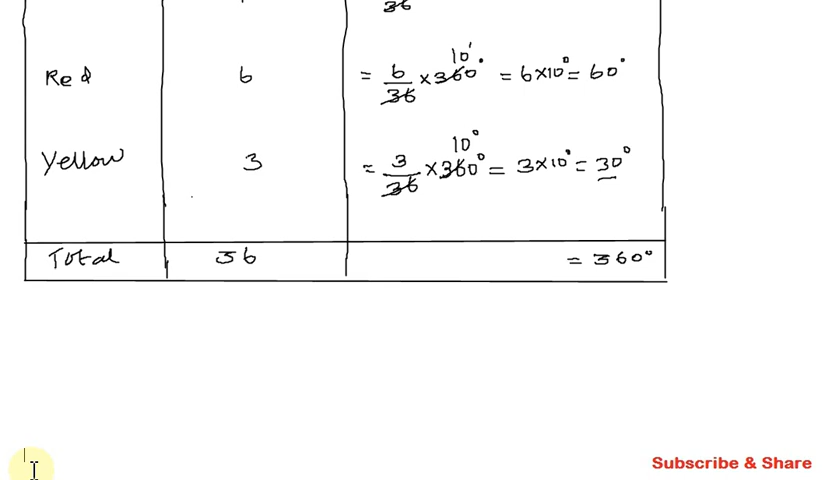 36
Red 6 = 6/36 × 360° = 6×10° = 60°
10°
Yellow 3 = 3/36 × 360° = 3×10° = 30°
10°
Total 36 = 360°
Subscribe & Share